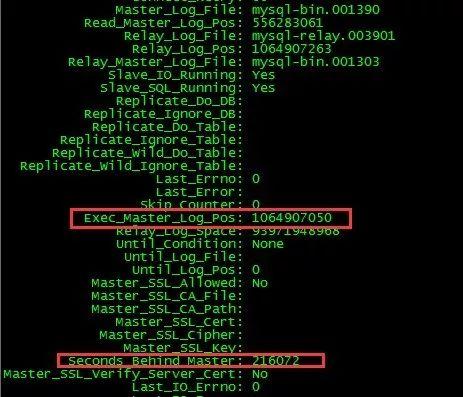 Master_Log_File: mysql-bin.001390
Read_Master_Log_Pos: 556283061
Relay_Log_File: mysql-relay.003901
Relay_Log_Pos: 1064907263
Relay_Master_Log_File: mysql-bin.001303
Slave_IO_Running: Yes
Slave_SQL_Running: Yes
Replicate_Do_DB:
Replicate_Ignore_DB:
Replicate_Do_Table:
Replicate_Ignore_Table:
Replicate_Wild_Do_Table:
Replicate_Wild_Ignore_Table:
Last_Errno: 0
Last_Error:
Skip_Counter: 0
Exec_Master_Log_Pos: 1064907050
Relay_Log_Space: 93971948968
Until_Condition: None
Until_Log_File:
Until_Log_Pos: 0
Master_SSL_Allowed: No
Master_SSL_CA_File:
Master_SSL_CA_Path:
Master_SSL_Cert:
Master_SSL_Cipher:
Master_SSL_Key:
Seconds_Behind_Master: 216072
Master_SSL_Verify_Server_Cert: No
Last_IO_Errno: 0